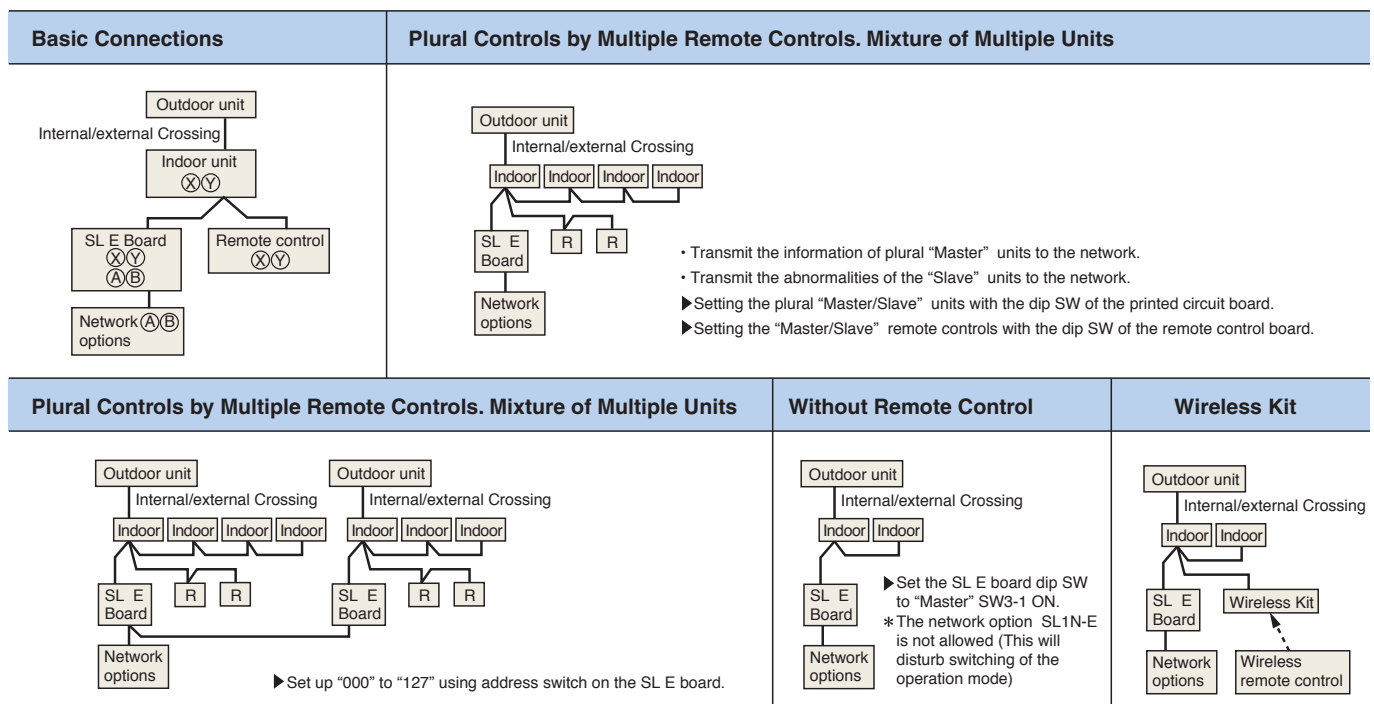 Basic Connections
Outdoor unit
Internal/external Crossing
Indoor unit
Ⓧ Ⓨ
SL E Board
Ⓧ Ⓨ
Ⓐ Ⓑ
Remote control
Ⓧ Ⓨ
Network Ⓐ Ⓑ
options
Plural Controls by Multiple Remote Controls. Mixture of Multiple Units
Outdoor unit
Internal/external Crossing
Indoor Indoor Indoor Indoor
SL E
Board
R R
Network
options
・Transmit the information of plural “Master” units to the network.
・Transmit the abnormalities of the “Slave” units to the network.
▶Setting the plural “Master/Slave” units with the dip SW of the printed circuit board.
▶Setting the “Master/Slave” remote controls with the dip SW of the remote control board.
Plural Controls by Multiple Remote Controls. Mixture of Multiple Units
Outdoor unit
Internal/external Crossing
Indoor Indoor Indoor Indoor
SL E
Board
R R
Network
options
Outdoor unit
Internal/external Crossing
Indoor Indoor Indoor
SL E
Board
R R
▶Set up “000” to “127” using address switch on the SL E board.
Without Remote Control
Outdoor unit
Internal/external Crossing
Indoor Indoor
SL E
Board
Network
options
▶Set the SL E board dip SW
to “Master” SW3-1 ON.
＊The network option SL1N-E
is not allowed (This will
disturb switching of the
operation mode)
Wireless Kit
Outdoor unit
Internal/external Crossing
Indoor Indoor
SL E
Board
Wireless Kit
Network
options
Wireless
remote control